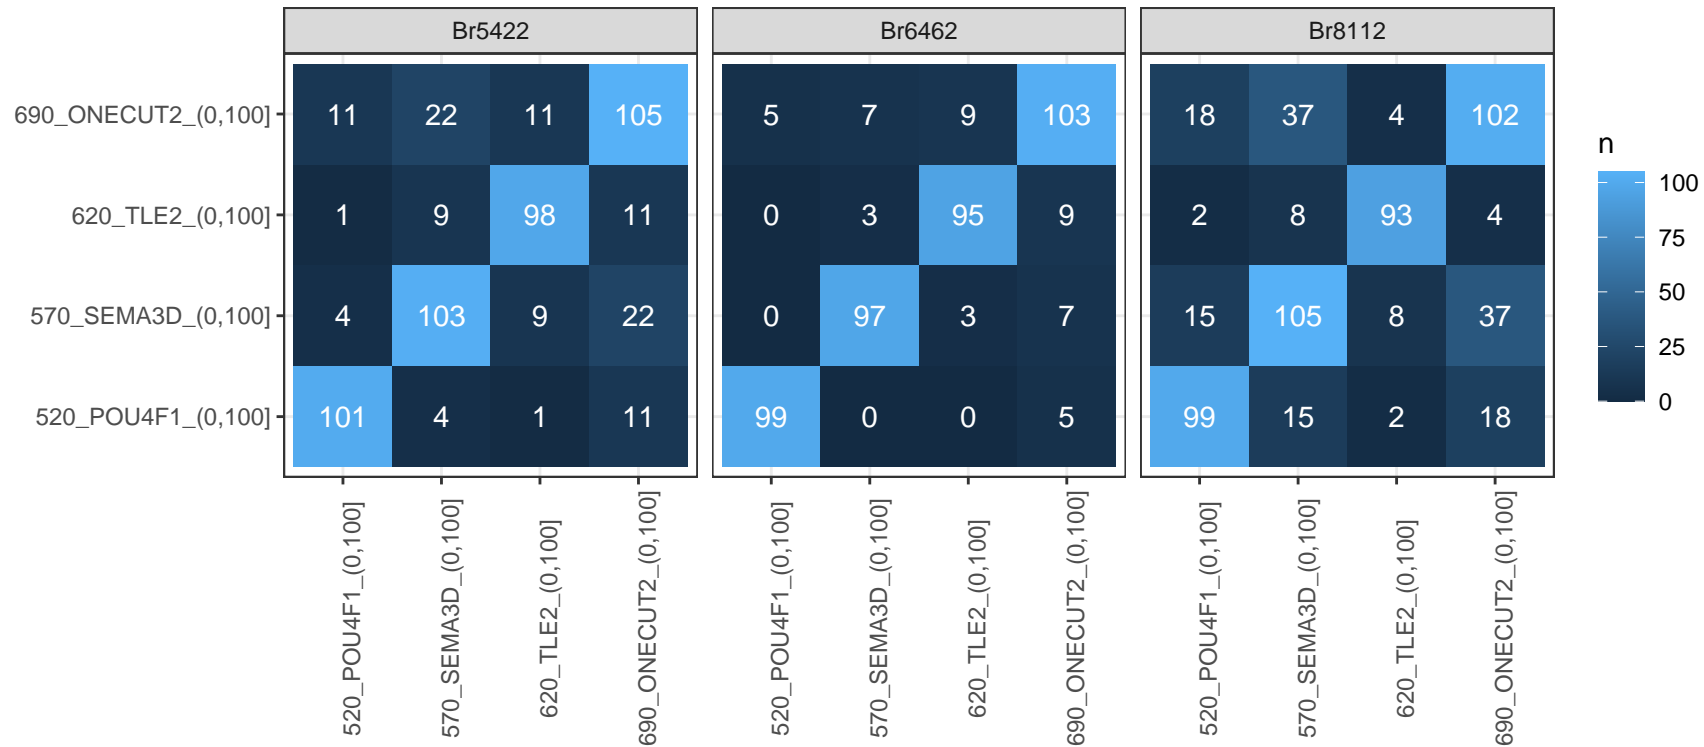 Br5422 Br6462 Br8112
690_ONECUT2_(0,100] 11 22 11 105 5 7 9 103 18 37 4 102
620_TLE2_(0,100] 1 9 98 11 0 3 95 9 2 8 93 4
570_SEMA3D_(0,100] 4 103 9 22 0 97 3 7 15 105 8 37
520_POU4F1_(0,100] 101 4 1 11 99 0 0 5 99 15 2 18
520_POU4F1_(0,100]
570_SEMA3D_(0,100]
620_TLE2_(0,100]
690_ONECUT2_(0,100]
520_POU4F1_(0,100]
570_SEMA3D_(0,100]
620_TLE2_(0,100]
690_ONECUT2_(0,100]
520_POU4F1_(0,100]
570_SEMA3D_(0,100]
620_TLE2_(0,100]
690_ONECUT2_(0,100]
n
100
75
50
25
0